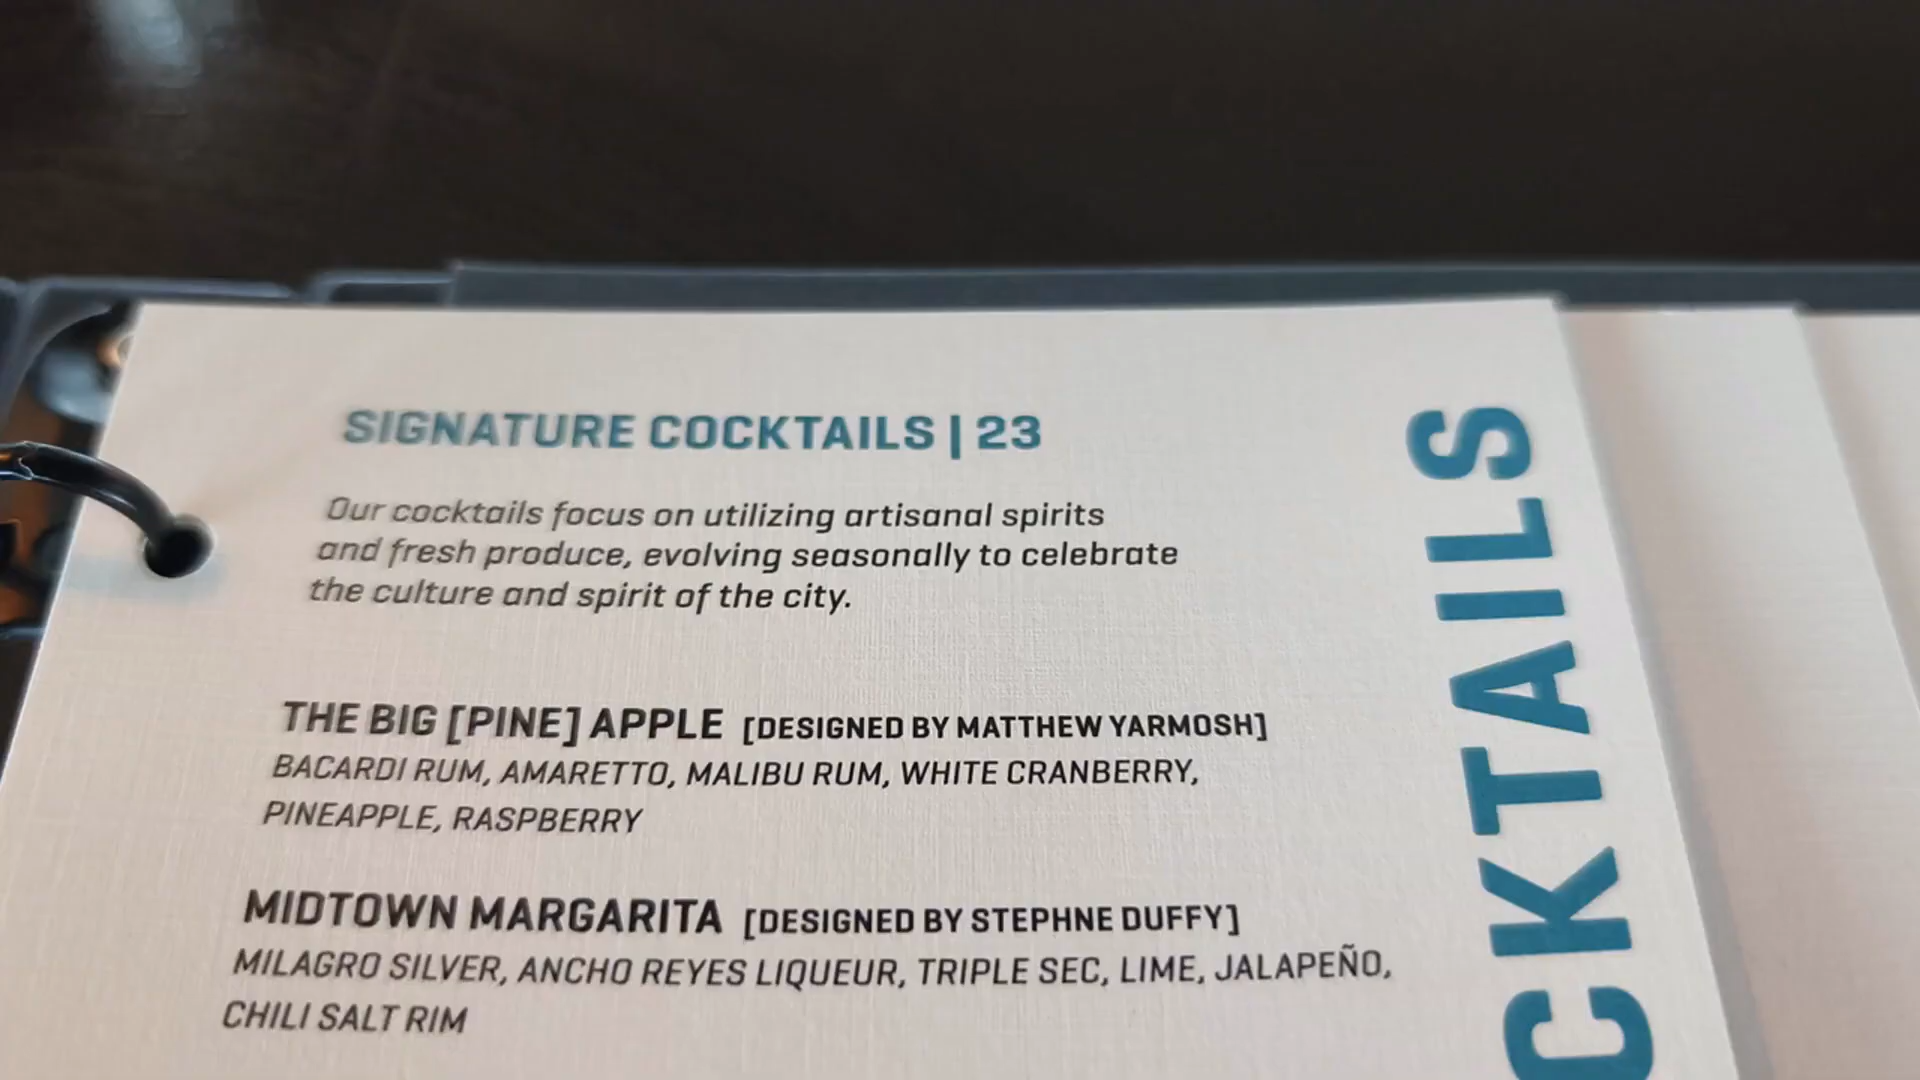 SIGNATURE COCKTAILS | 23
Our cocktails focus on utilizing artisanal spirits
and fresh produce, evolving seasonally to celebrate
the culture and spirit of the city.
THE BIG [PINE] APPLE [DESIGNED BY MATTHEW YARMOSH]
BACARDI RUM, AMARETTO, MALIBU RUM, WHITE CRANBERRY,
PINEAPPLE, RASPBERRY
MIDTOWN MARGARITA [DESIGNED BY STEPHNE DUFFY]
MILAGRO SILVER, ANCHO REYES LIQUEUR, TRIPLE SEC, LIME, JALAPEÑO,
CHILI SALT RIM
CKTAILS